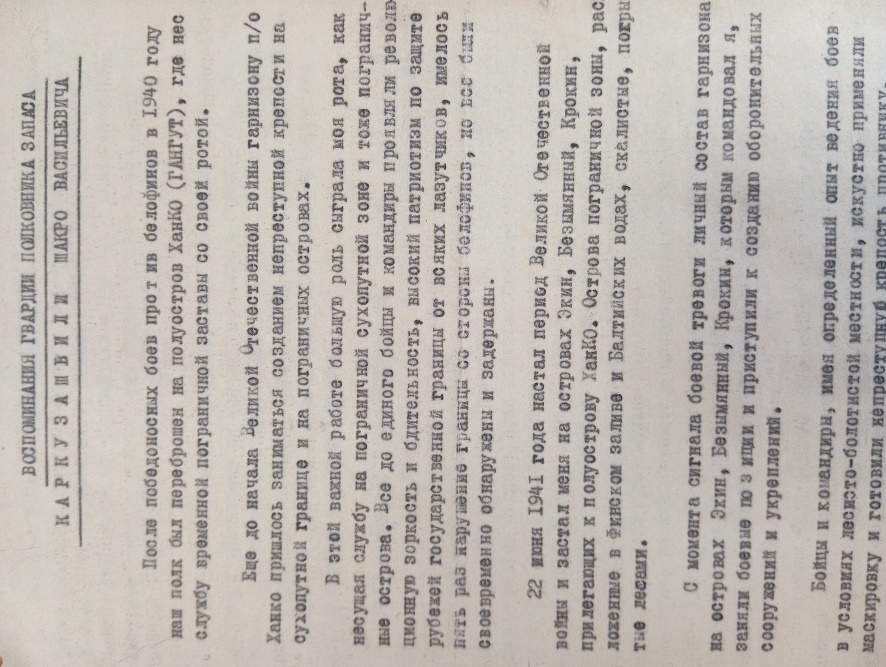 ВОСПОМИНАНИЯ ГВАРДИИ ПОЛКОВНИКА ЗАПАСА
КАРКУЗАШВИЛИ ШАКРО ВАСИЛЬЕВИЧА
После победоносных боев против белофинов в 1940 году
наш полк был переброшен на полуостров ХанКо (ГАНГУТ), где нес
службу временной пограничной заставы со своей ротой.
Еще до начала Великой Отечественной войны гарнизону п/о
Ханко пришлось заниматься созданием непреступной крепости на
сухопутной границе и на пограничных островах.
В этой важной работе большую роль сыграла моя рота, как
несущая службу на пограничной сухопутной зоне и тоже погранич-
ные острова. Все до единого бойцы и командиры проявляли револю
ционную зоркость и бдительность, высокий патриотизм по защите
рубежей государственной границы от всяких лазутчиков, имелось
пять раз нарушение границы со стороны белофинов, но все были
своевременно обнаружены и задержаны.
22 июня 1941 года настал период Великой Отечественной
войны и застал меня на островах Экин, Безымянный, Крокин,
прилегающих к полуострову ХанКо. Острова пограничной зоны, рас
ложенные в Финском заливе и Балтийских водах, скалистые, покры
тые лесами.
С момента сигнала боевой тревоги личный состав гарнизона
на островах Экин, Безымянный, Крокин, которым командовал я,
заняли боевые позиции и приступили к созданию оборонительных
сооружений и укреплений.
Бойцы и командиры, имея определенный опыт ведения боев
в условиях лесисто-болотистой местности, искустно применяли
маскировку и готовили непреступную крепость противнику.